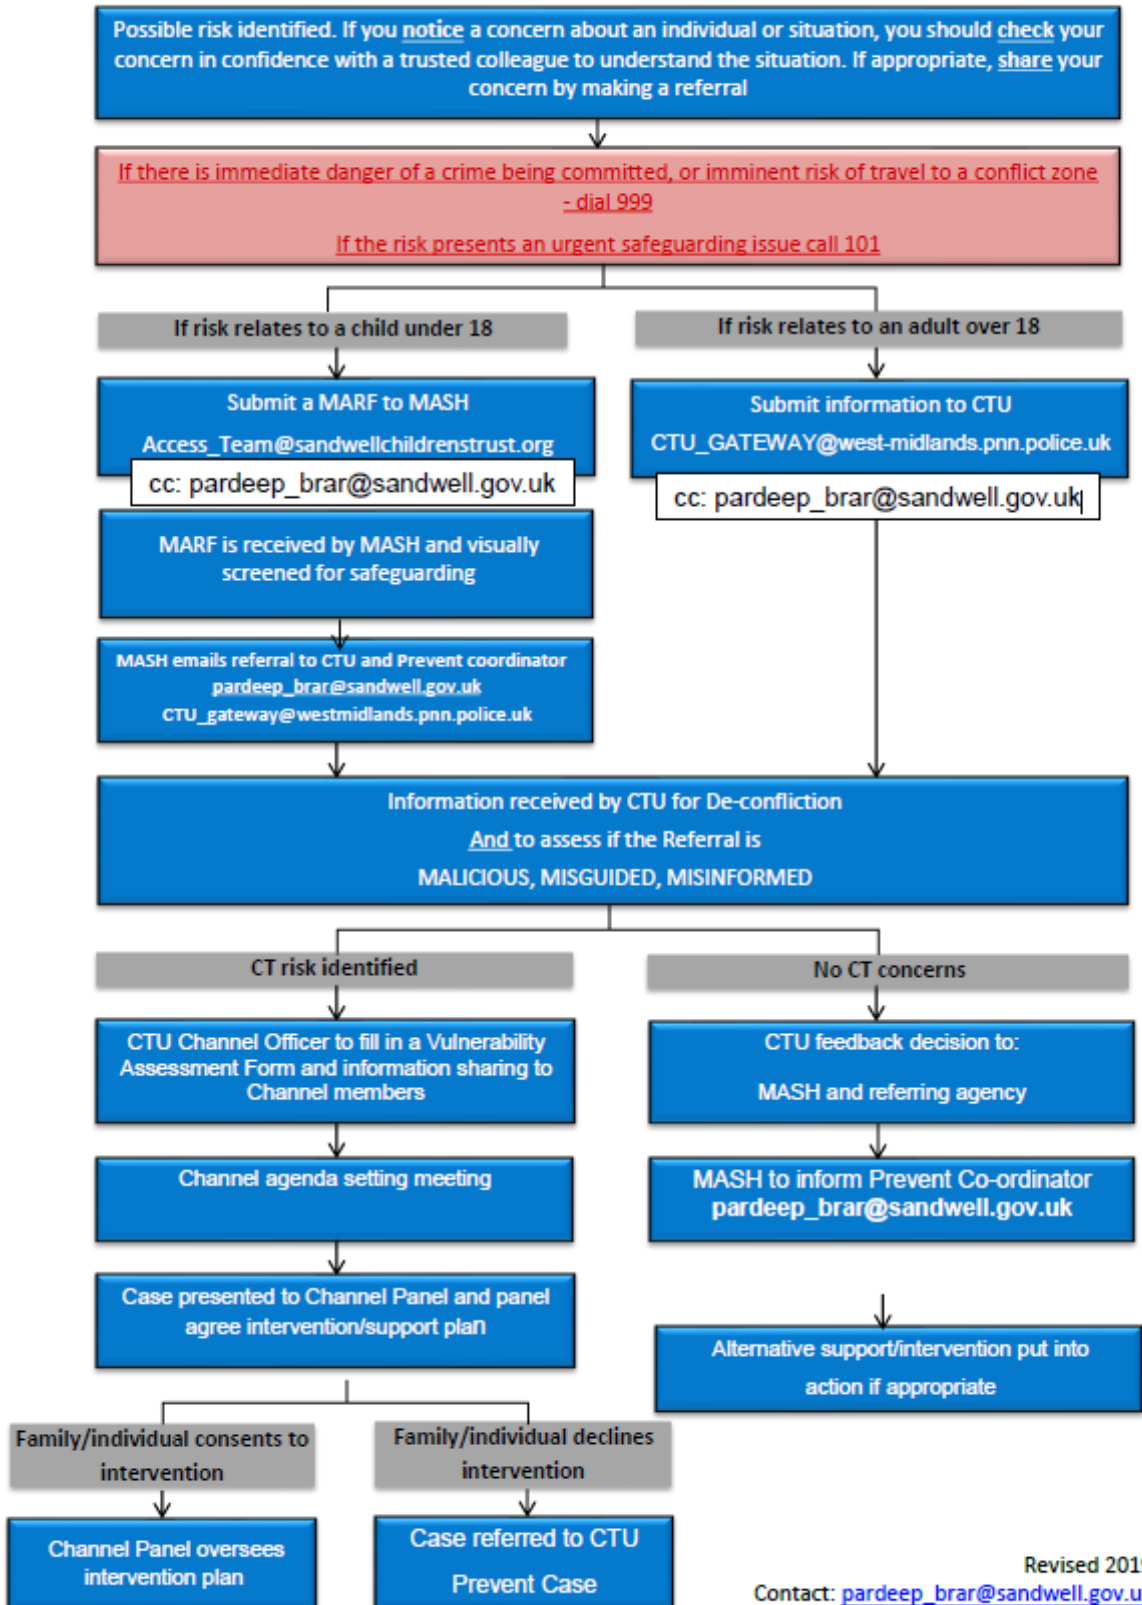 Possible risk identified. If you notice a concern about an individual or situation, you should check your
concern in confidence with a trusted colleague to understand the situation. If appropriate, share your
concern by making a referral
If there is immediate danger of a crime being committed, or imminent risk of travel to a conflict zone
- dial 999
If the risk presents an urgent safeguarding issue call 101
If risk relates to a child under 18
If risk relates to an adult over 18
Submit a MARF to MASH
Access_Team@sandwellchildrenstrust.org
cc: pardeep_brar@sandwell.gov.uk
Submit information to CTU
CTU_GATEWAY@west-midlands.pnn.police.uk
cc: pardeep_brar@sandwell.gov.uk
MARF is received by MASH and visually
screened for safeguarding
MASH emails referral to CTU and Prevent coordinator
pardeep_brar@sandwell.gov.uk
CTU_gateway@westmidlands.pnn.police.uk
Information received by CTU for De-confliction
And to assess if the Referral is
MALICIOUS, MISGUIDED, MISINFORMED
CT risk identified
No CT concerns
CTU Channel Officer to fill in a Vulnerability
Assessment Form and information sharing to
Channel members
CTU feedback decision to:
MASH and referring agency
Channel agenda setting meeting
MASH to inform Prevent Co-ordinator
pardeep_brar@sandwell.gov.uk
Case presented to Channel Panel and panel
agree intervention/support plan
Alternative support/intervention put into
action if appropriate
Family/individual consents to
intervention
Family/individual declines
intervention
Channel Panel oversees
intervention plan
Case referred to CTU
Prevent Case
Revised 2019
Contact: pardeep_brar@sandwell.gov.u